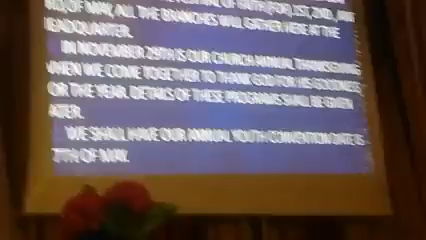 OF MAY, ALL THE BRANCHES WILL GATHER HERE AT THE
HEADQUARTER.
IN NOVEMBER 29TH IS OUR CHURCH ANNUAL THANKSGIVING
WHEN WE COME TOGETHER TO THANK GOD FOR HIS GOODNESS
OR THE YEAR. DETAILS OF THESE PROGRAMS SHALL BE GIVEN
LATER.
WE SHALL HAVE OUR ANNUAL YOUTH CONVENTION DATE IS
OF MAY.